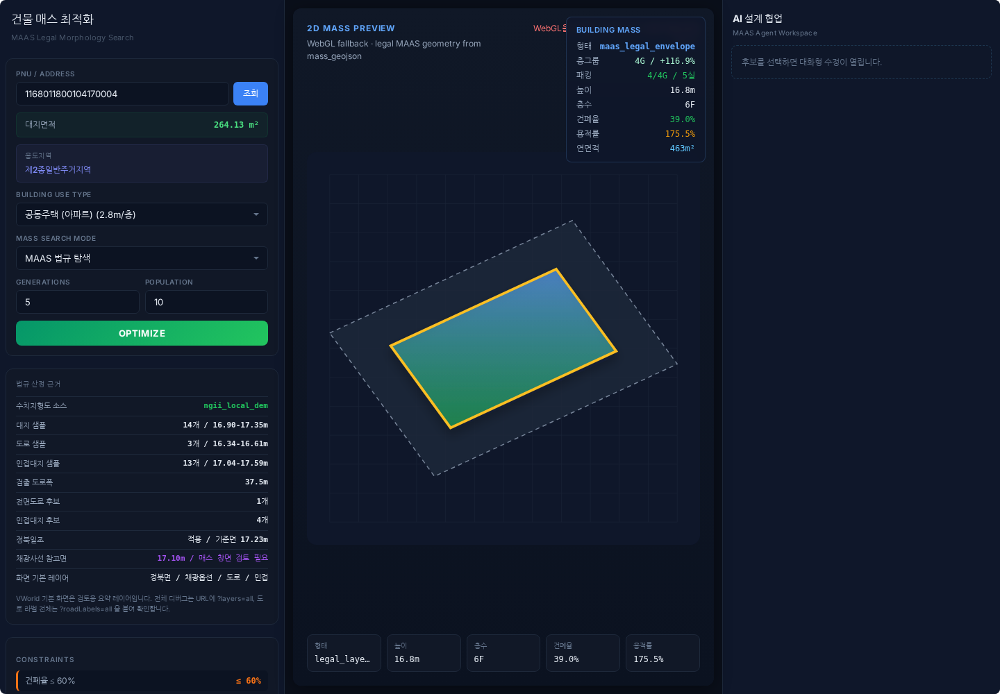 건물 매스 최적화
MAAS Legal Morphology Search
PNU / ADDRESS
1168011800104170004
조회
대지면적 264.13 m²
용도지역
제2종일반주거지역
BUILDING USE TYPE
공동주택 (아파트) (2.8m/층)
MASS SEARCH MODE
MAAS 법규 탐색
GENERATIONS POPULATION
5 10
OPTIMIZE
법규 산정 근거
수치지형도 소스 ngii_local_dem
대지 샘플 14개 / 16.90-17.35m
도로 샘플 3개 / 16.34-16.61m
인접대지 샘플 13개 / 17.04-17.59m
검출 도로폭 37.5m
전면도로 후보 1개
인접대지 후보 4개
정북일조 적용 / 기준면 17.23m
채광사선 참고면 17.10m / 매스 창면 검토 필요
화면 기본 레이어 정북면 / 채광옵션 / 도로 / 인접
VWorld 기본 화면은 검토용 요약 레이어입니다. 전체 디버그는 URL에 ?layers=all, 도
로 라벨 전체는 ?roadLabels=all 을 붙여 확인합니다.
CONSTRAINTS
건폐율 ≤ 60% ≤ 60%
2D MASS PREVIEW
WebGL fallback · legal MAAS geometry from
mass_geojson
WebGL을
BUILDING MASS
형태 maas_legal_envelope
층그룹 4G / +116.9%
패킹 4/4G / 5실
높이 16.8m
층수 6F
건폐율 39.0%
용적률 175.5%
연면적 463m²
형태
legal_laye…
높이
16.8m
층수
6F
건폐율
39.0%
용적률
175.5%
AI 설계 협업
MAAS Agent Workspace
후보를 선택하면 대화형 수정이 열립니다.